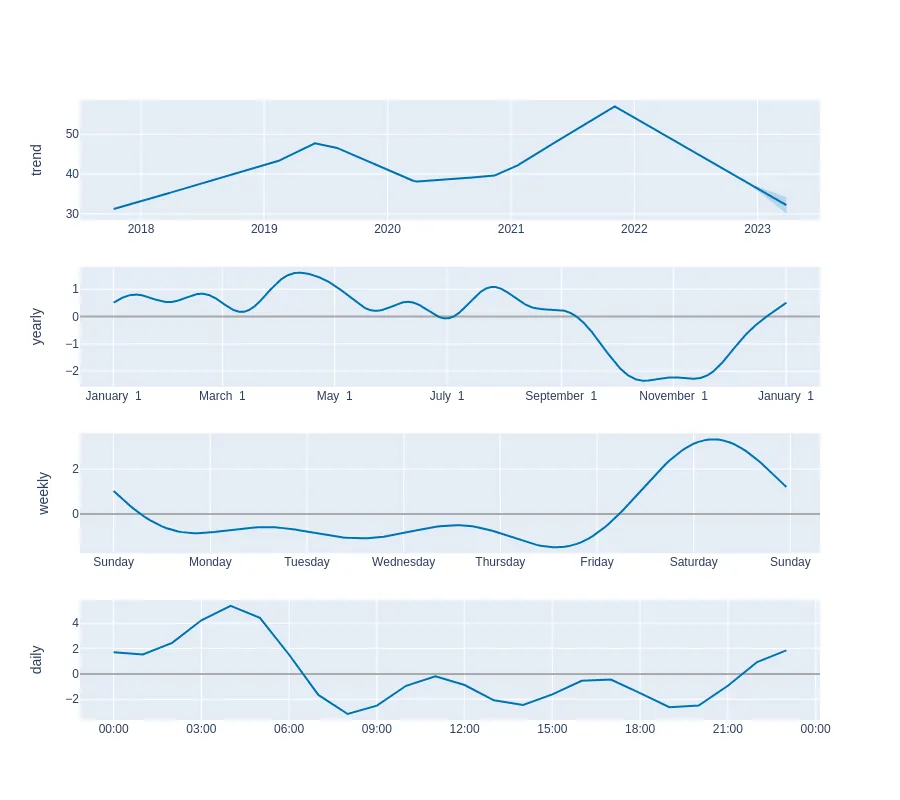 trend
50
40
30
2018 2019 2020 2021 2022 2023
yearly
1
0
−1
−2
January 1 March 1 May 1 July 1 September 1 November 1 January 1
weekly
2
0
Sunday Monday Tuesday Wednesday Thursday Friday Saturday Sunday
daily
4
2
0
−2
00:00 03:00 06:00 09:00 12:00 15:00 18:00 21:00 00:00